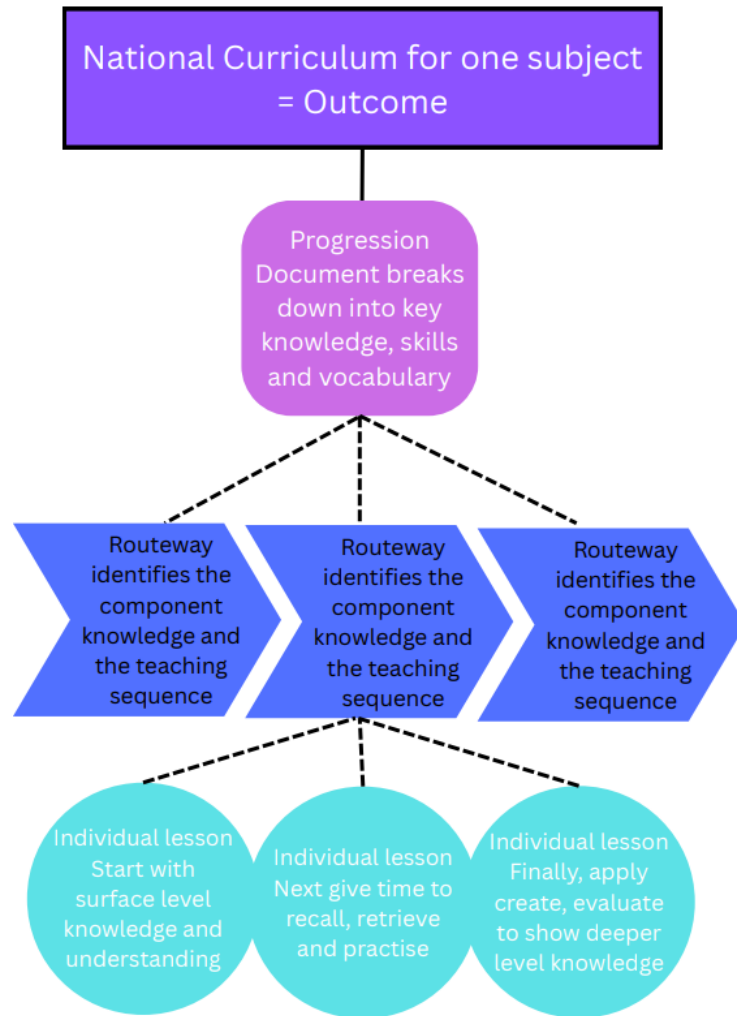 National Curriculum for one subject
= Outcome
Progression
Document breaks
down into key
knowledge, skills
and vocabulary
Routeway
identifies the
component
knowledge and
the teaching
sequence
Routeway
identifies the
component
knowledge and
the teaching
sequence
Routeway
identifies the
component
knowledge and
the teaching
sequence
Individual lesson
Start with
surface level
knowledge and
understanding
Individual lesson
Next give time to
recall, retrieve
and practise
Individual lesson
Finally, apply
create, evaluate
to show deeper
level knowledge